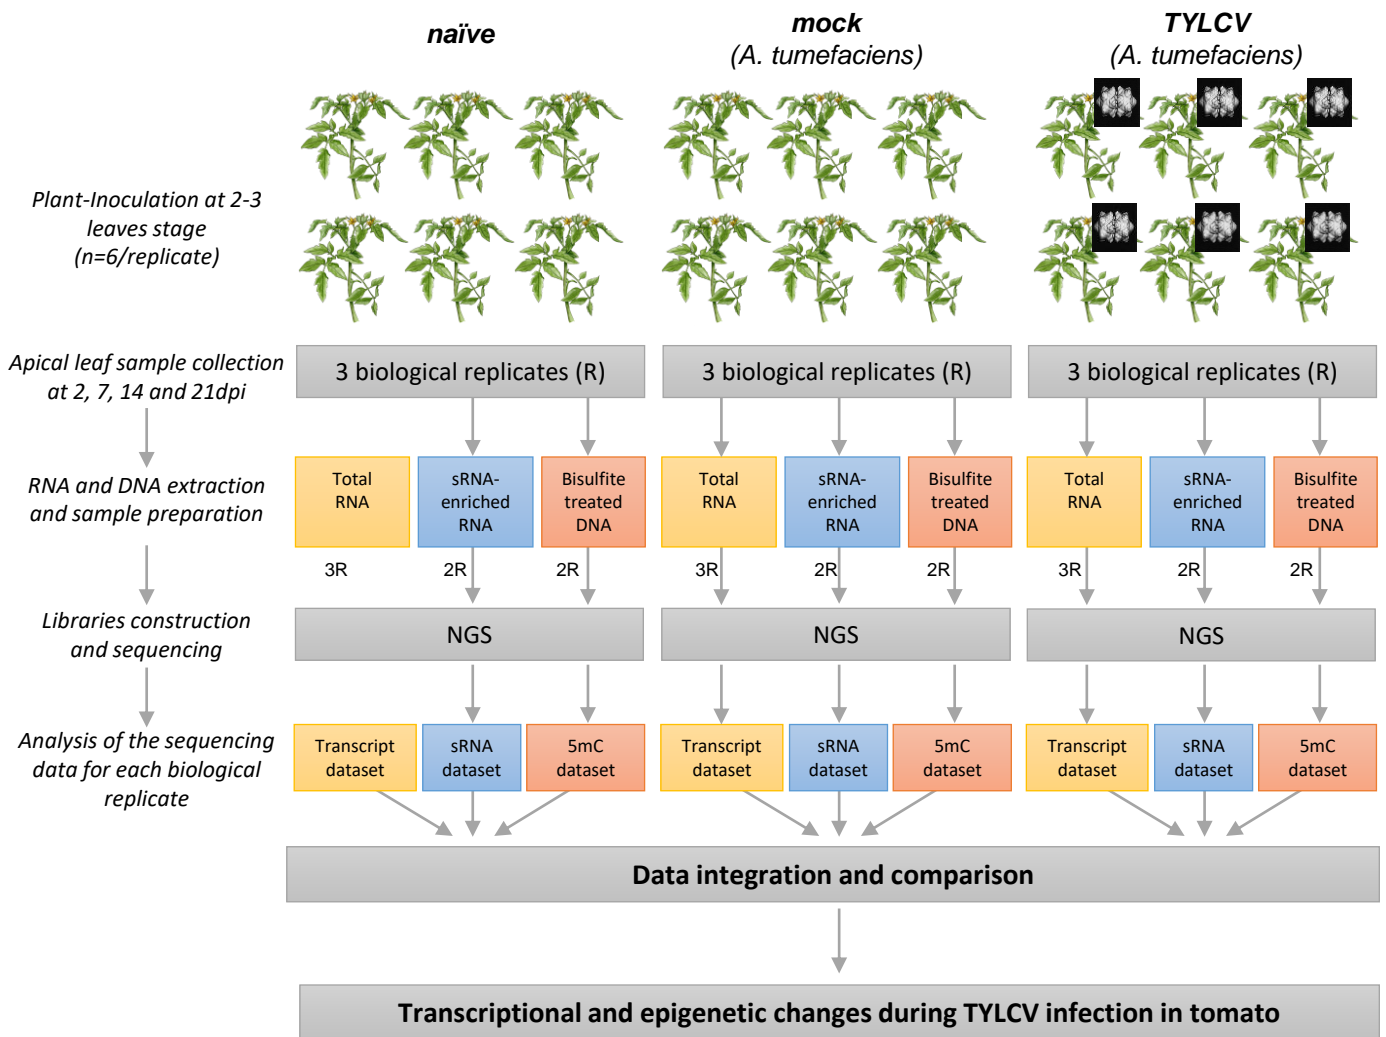 naïve
mock
(A. tumefaciens)
TYLCV
(A. tumefaciens)
Plant-Inoculation at 2-3
leaves stage
(n=6/replicate)
Apical leaf sample collection
at 2, 7, 14 and 21dpi
3 biological replicates (R)
3 biological replicates (R)
3 biological replicates (R)
RNA and DNA extraction
and sample preparation
Total
RNA
sRNA-
enriched
RNA
Bisulfite
treated
DNA
Total
RNA
sRNA-
enriched
RNA
Bisulfite
treated
DNA
Total
RNA
sRNA-
enriched
RNA
Bisulfite
treated
DNA
3R
2R
2R
3R
2R
2R
3R
2R
2R
Libraries construction
and sequencing
NGS
NGS
NGS
Analysis of the sequencing
data for each biological
replicate
Transcript
dataset
sRNA
dataset
5mC
dataset
Transcript
dataset
sRNA
dataset
5mC
dataset
Transcript
dataset
sRNA
dataset
5mC
dataset
Data integration and comparison
Transcriptional and epigenetic changes during TYLCV infection in tomato